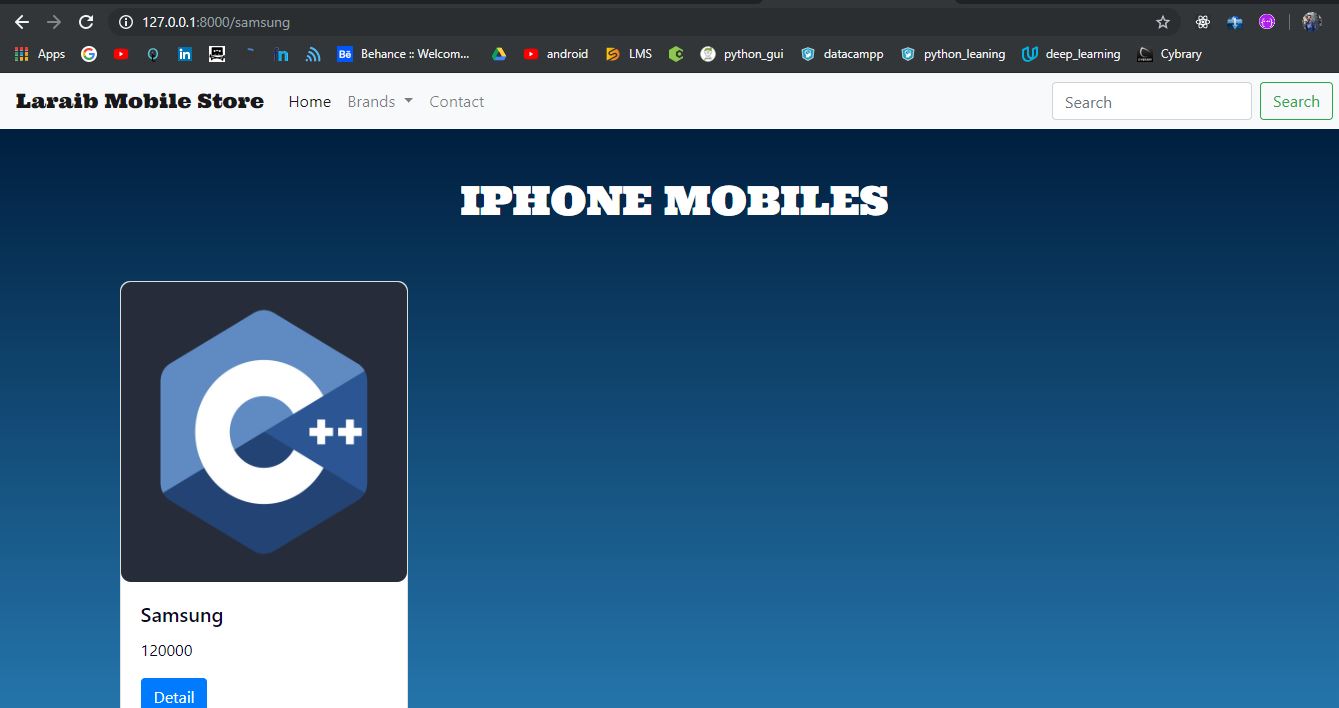 127.0.0.1:8000/samsung
Apps Bē Behance :: Welcom... android LMS python_gui datacampp python_leaning deep_learning Cybrary
Laraib Mobile Store Home Brands Contact Search Search
IPHONE MOBILES
C++
Samsung
120000
Detail